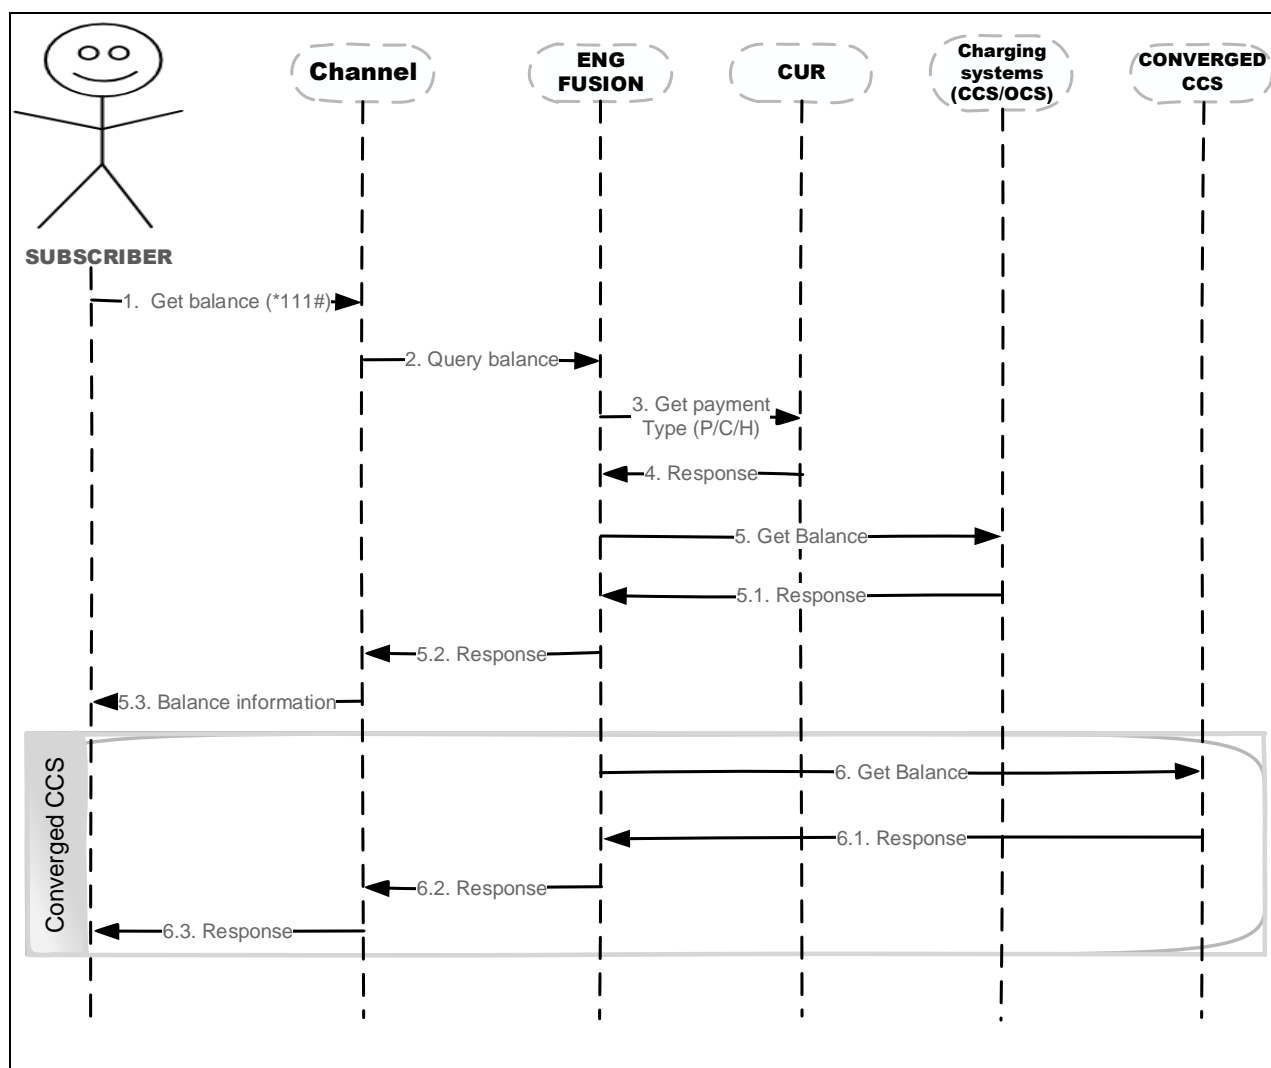 Channel
ENG
FUSION
CUR
Charging
systems
(CCS/OCS)
CONVERGED
CCS
SUBSCRIBER
1.  Get balance (*111#)
2. Query balance
3. Get payment
Type (P/C/H)
4. Response
5. Get Balance
5.1. Response
5.2. Response
5.3. Balance information
Converged CCS
6. Get Balance
6.1. Response
6.2. Response
6.3. Response